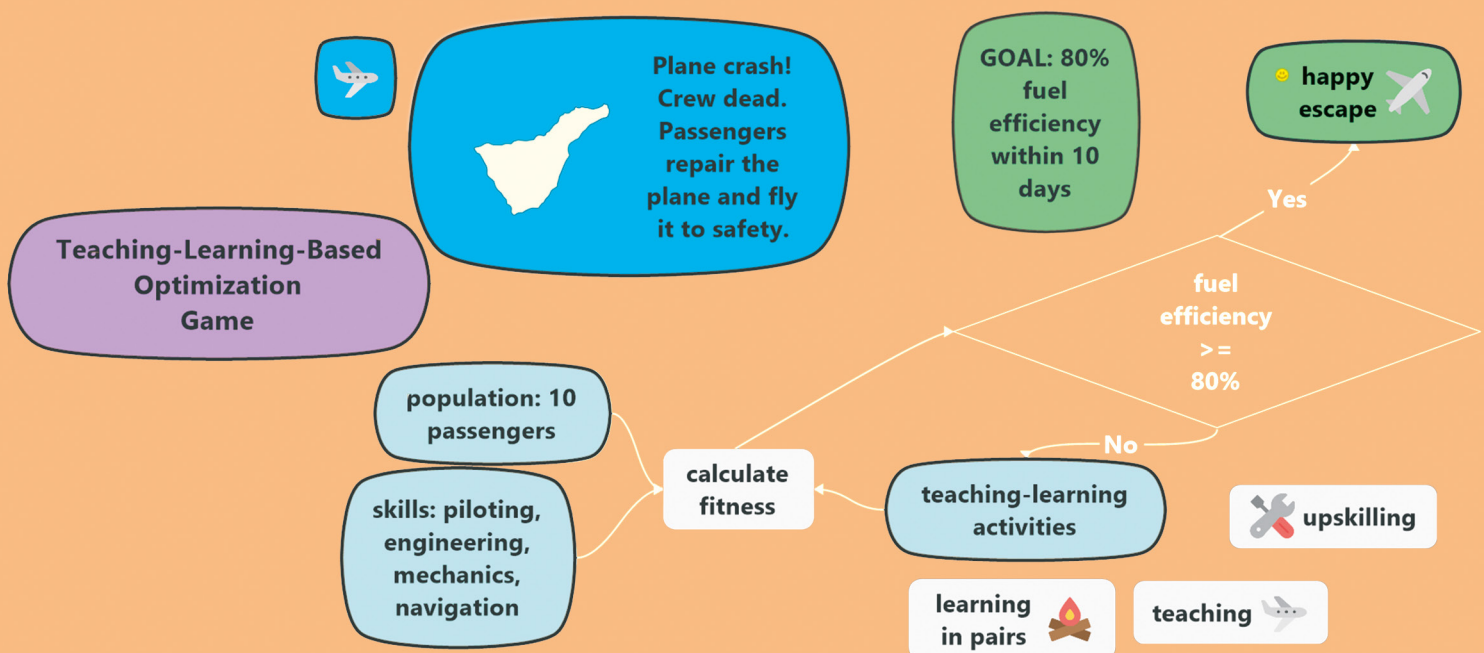 Plane crash!
Crew dead.
Passengers
repair the
plane and fly
it to safety.
GOAL: 80%
fuel
efficiency
within 10
days
happy
escape
Yes
Teaching-Learning-Based
Optimization
Game
fuel
efficiency
>=
80%
population: 10
passengers
No
calculate
fitness
teaching-learning
activities
skills: piloting,
engineering,
mechanics,
navigation
upskilling
learning
in pairs
teaching